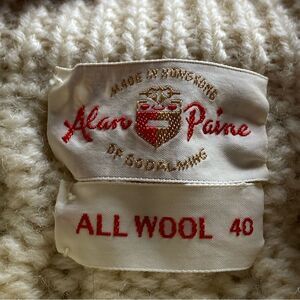 MADE IN HONGKONG
Alan Paine
OF GODALMING
ALL WOOL 40